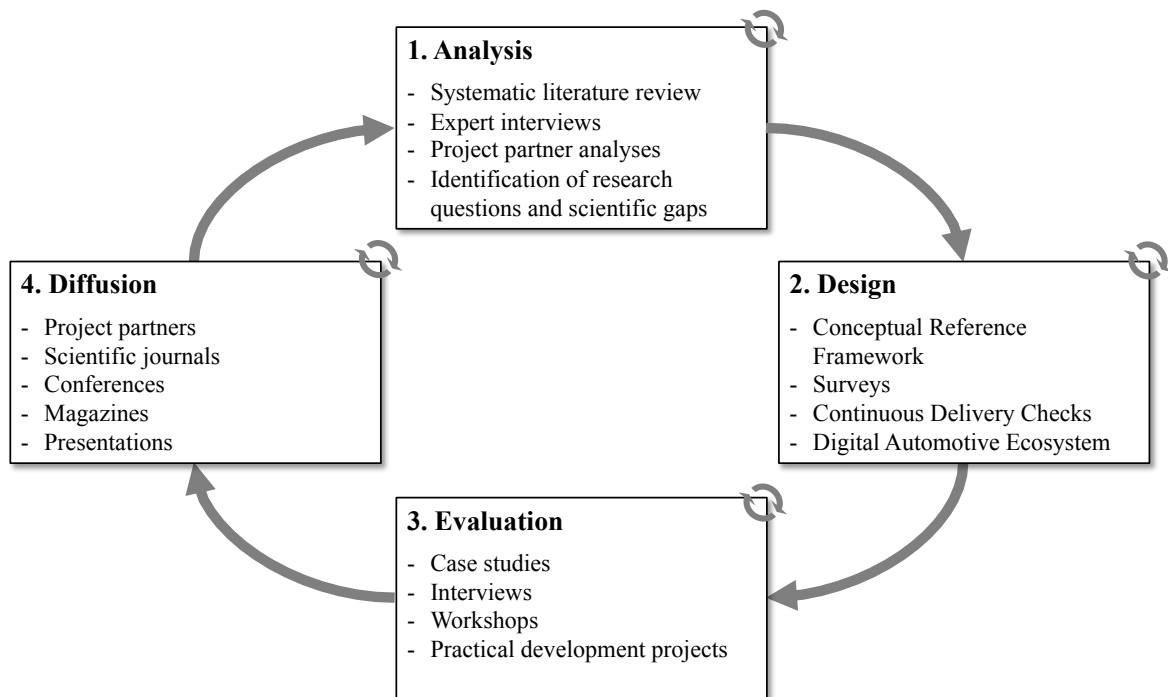 1. Analysis
- Systematic literature review
- Expert interviews
- Project partner analyses
- Identification of research
questions and scientific gaps
4. Diffusion
- Project partners
- Scientific journals
- Conferences
- Magazines
- Presentations
2. Design
- Conceptual Reference
Framework
- Surveys
- Continuous Delivery Checks
- Digital Automotive Ecosystem
3. Evaluation
- Case studies
- Interviews
- Workshops
- Practical development projects